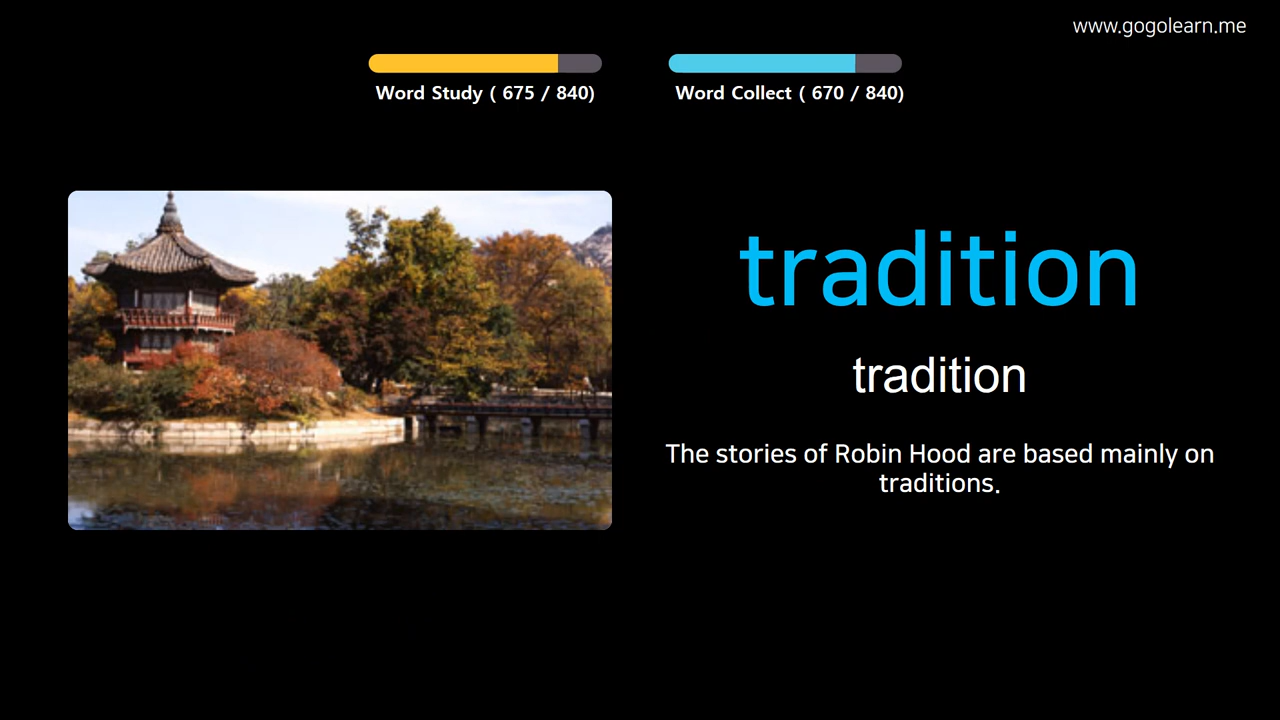 www.gogolearn.me
Word Study ( 675 / 840)
Word Collect ( 670 / 840)
tradition
tradition
The stories of Robin Hood are based mainly on
traditions.